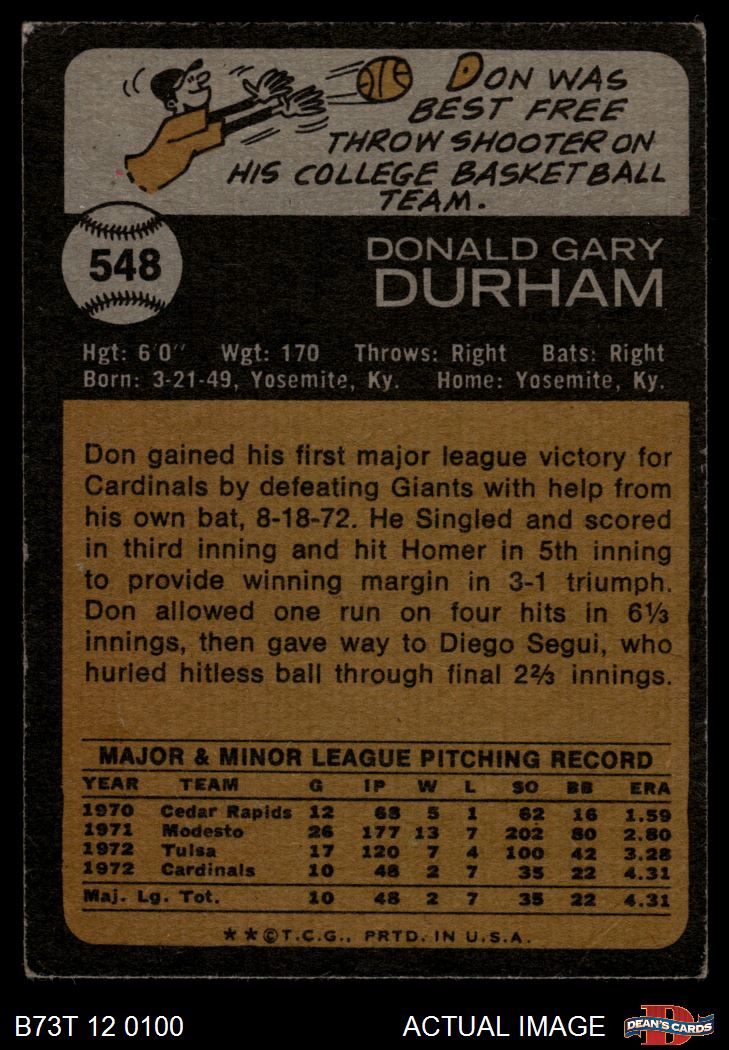 DON WAS
BEST FREE
THROW SHOOTER ON
HIS COLLEGE BASKETBALL
TEAM.
548
DONALD GARY
DURHAM
Hgt: 6'0" Wgt: 170 Throws: Right Bats: Right
Born: 3-21-49, Yosemite, Ky. Home: Yosemite, Ky.
Don gained his first major league victory for
Cardinals by defeating Giants with help from
his own bat, 8-18-72. He Singled and scored
in third inning and hit Homer in 5th inning
to provide winning margin in 3-1 triumph.
Don allowed one run on four hits in 6⅓
innings, then gave way to Diego Segui, who
hurled hitless ball through final 2⅔ innings.
MAJOR & MINOR LEAGUE PITCHING RECORD
YEAR TEAM G IP W L SO BB ERA
1970 Cedar Rapids 12 68 5 1 62 16 1.59
1971 Modesto 26 177 13 7 202 80 2.80
1972 Tulsa 17 120 7 4 100 42 3.28
1972 Cardinals 10 48 2 7 35 22 4.31
Maj. Lg. Tot. 10 48 2 7 35 22 4.31
**©T.C.G., PRTD. IN U.S.A.
B73T 12 0100 ACTUAL IMAGE
D
DEAN'S CARDS